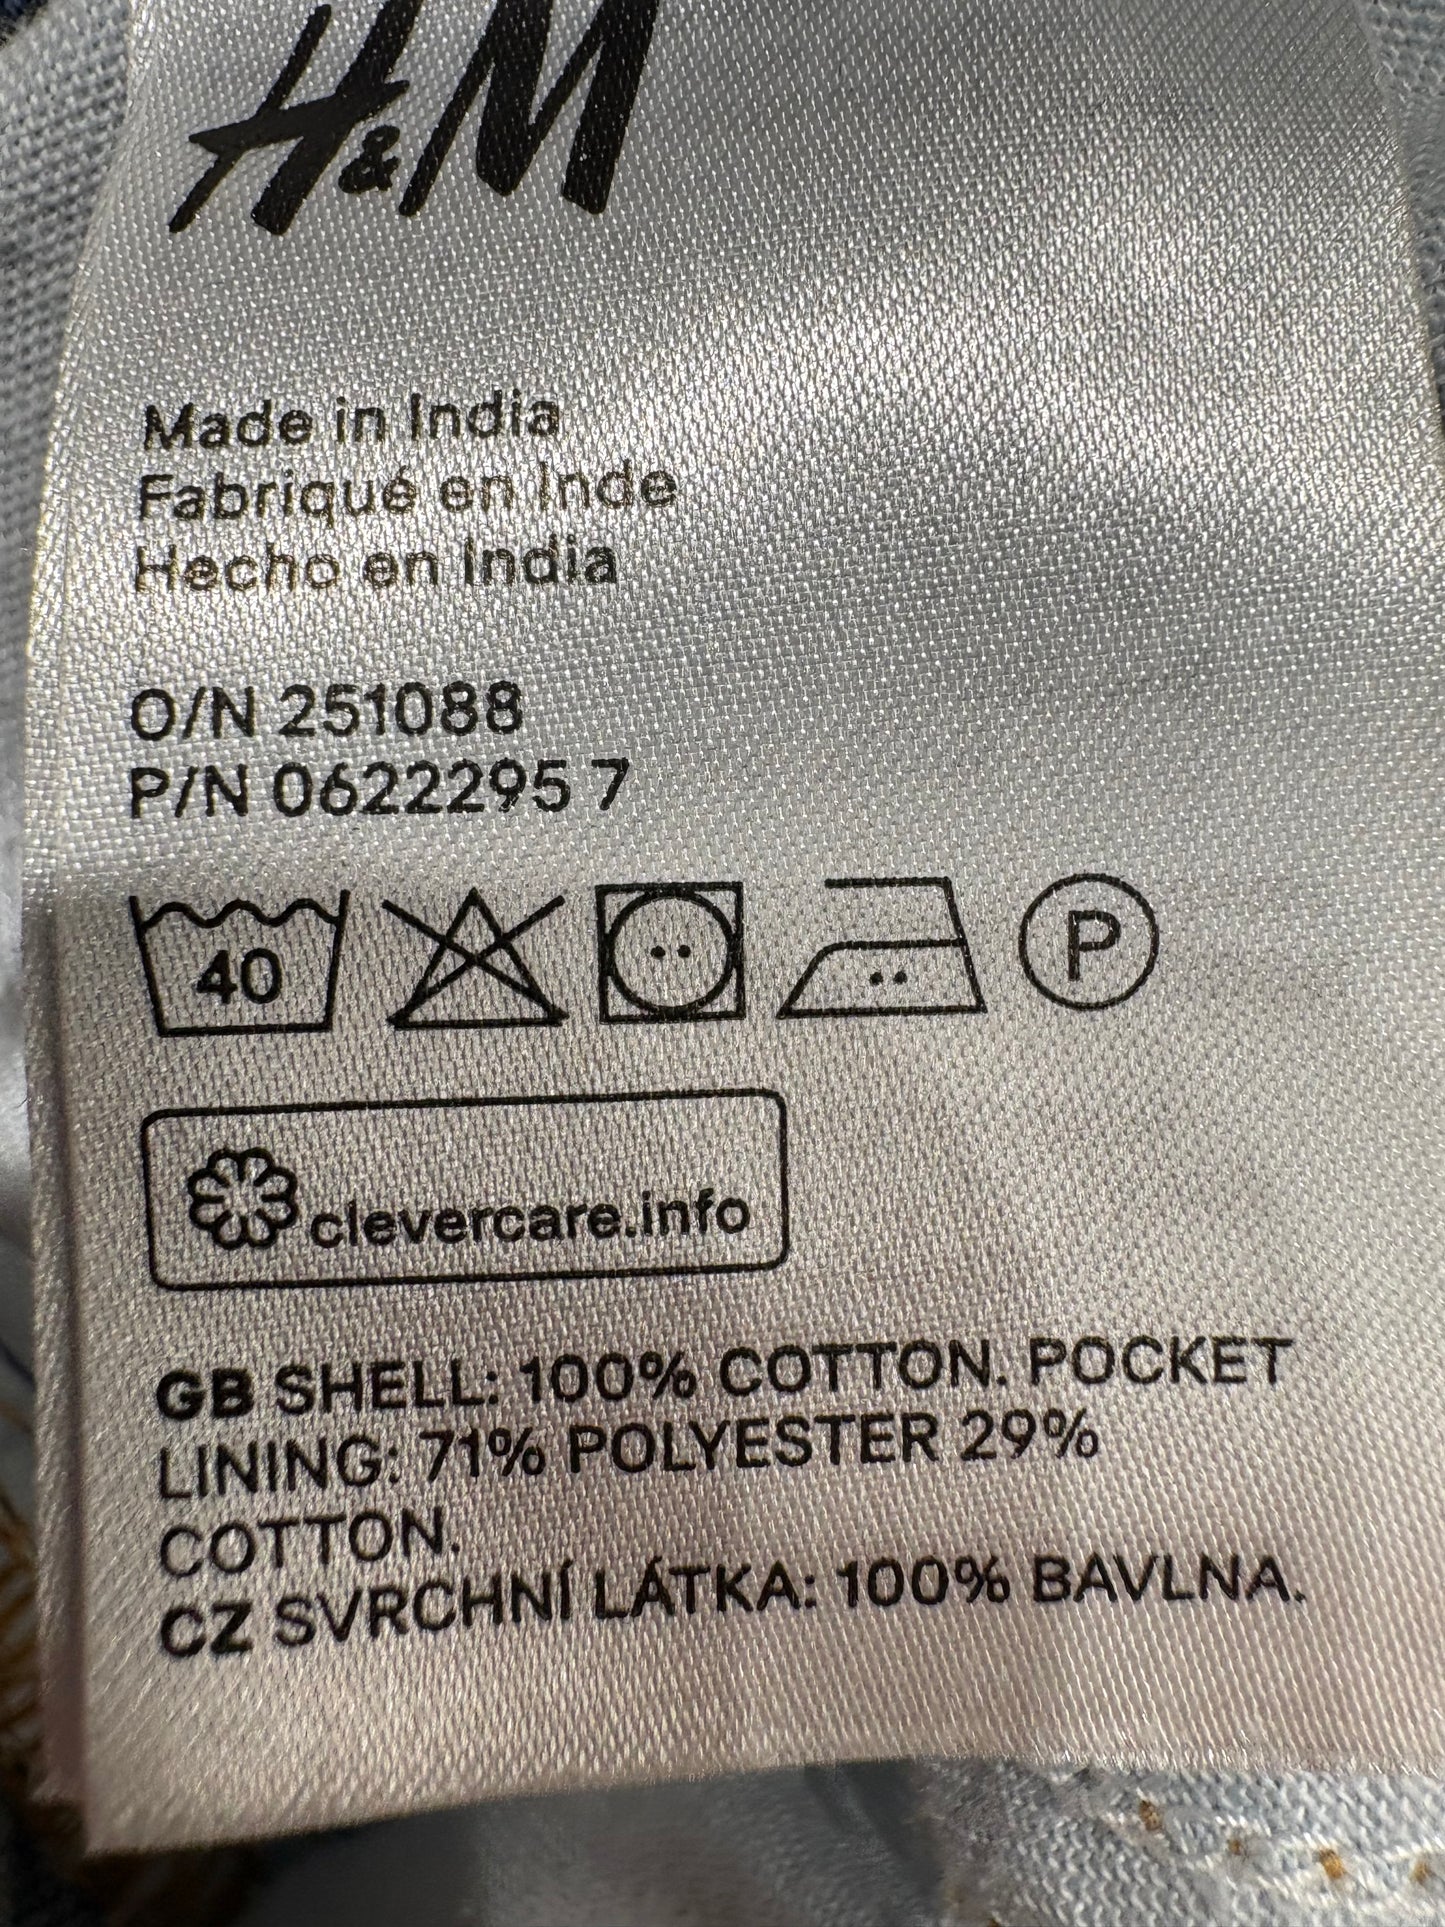 H&M
Made in India
Fabriqué en Inde
Hecho en India
O/N 251088
P/N 0622295 7
40
P
clevercare.info
GB SHELL: 100% COTTON. POCKET
LINING: 71% POLYESTER 29%
COTTON.
CZ SVRCHNÍ LÁTKA: 100% BAVLNA.